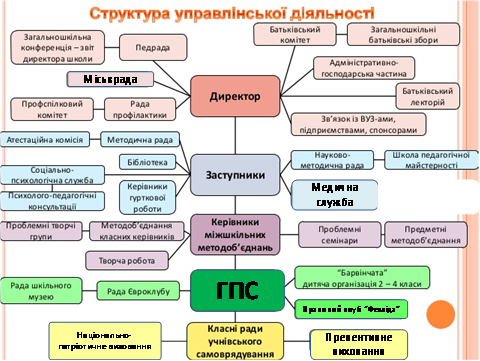 Структура управлінської діяльності
Загальношкільна
конференція – звіт
директора школи
Педрада
Батьківський
комітет
Загальношкільні
батьківські збори
Міськрада
Адміністративно-
господарська частина
Директор
Батьківський
лекторій
Профспілковий
комітет
Рада
профілактики
Зв'язок із ВУЗ-ами,
підприємствами, спонсорами
Атестаційна комісія
Методична рада
Бібліотека
Соціально-
психологічна служба
Керівники
гурткової
роботи
Психолого-педагогічні
консультації
Заступники
Науково-
методична рада
Школа педагогічної
майстерності
Медична
служба
Проблемні творчі
групи
Методоб'єднання
класних керівників
Творча робота
Керівники
міжшкільних
методоб'єднань
Проблемні
семінари
Предметні
методоб'єднання
Рада шкільного
музею
Рада Євроклубу
ГПС
"Барвінчата"
дитяча організація 2 – 4 класи
Правовий клуб "Феміда"
Національно-
патріотичне виховання
Класні ради
учнівського
самоврядування
Превентивне
виховання